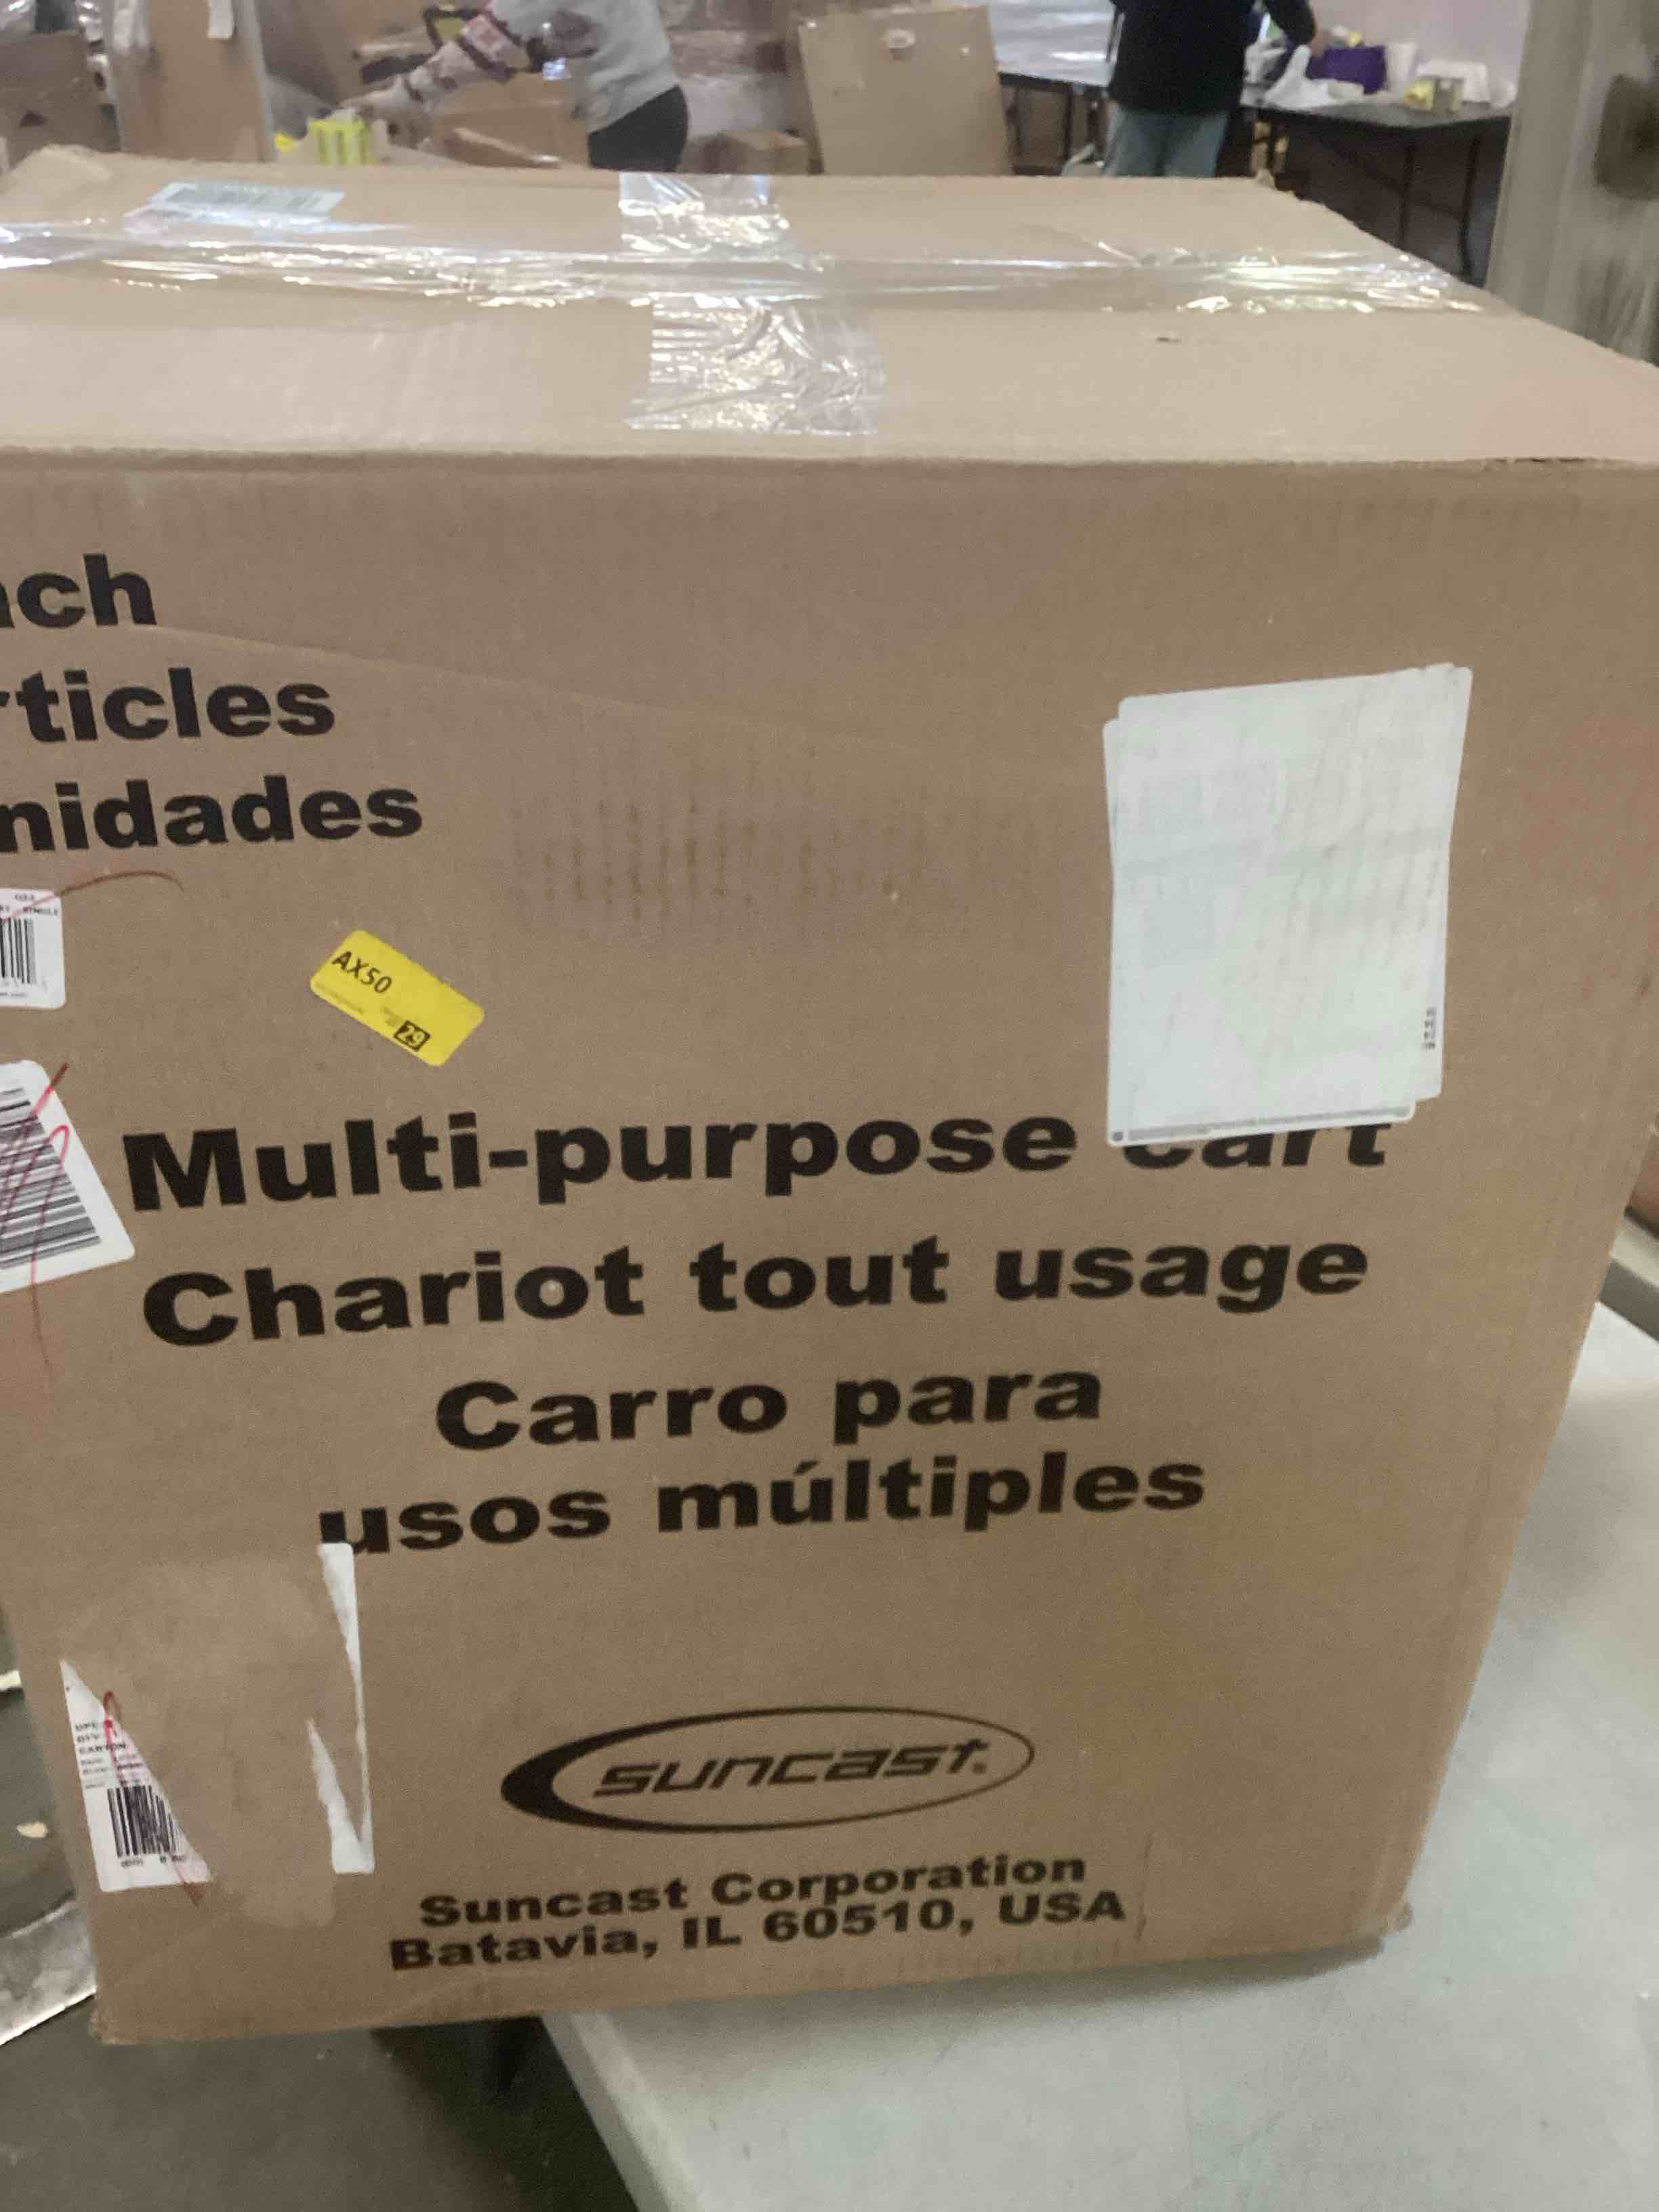 ach
rticles
nidades
AX50
29
Multi-purpose cart
Chariot tout usage
Carro para
usos múltiples
suncast®
Suncast Corporation
Batavia, IL 60510, USA